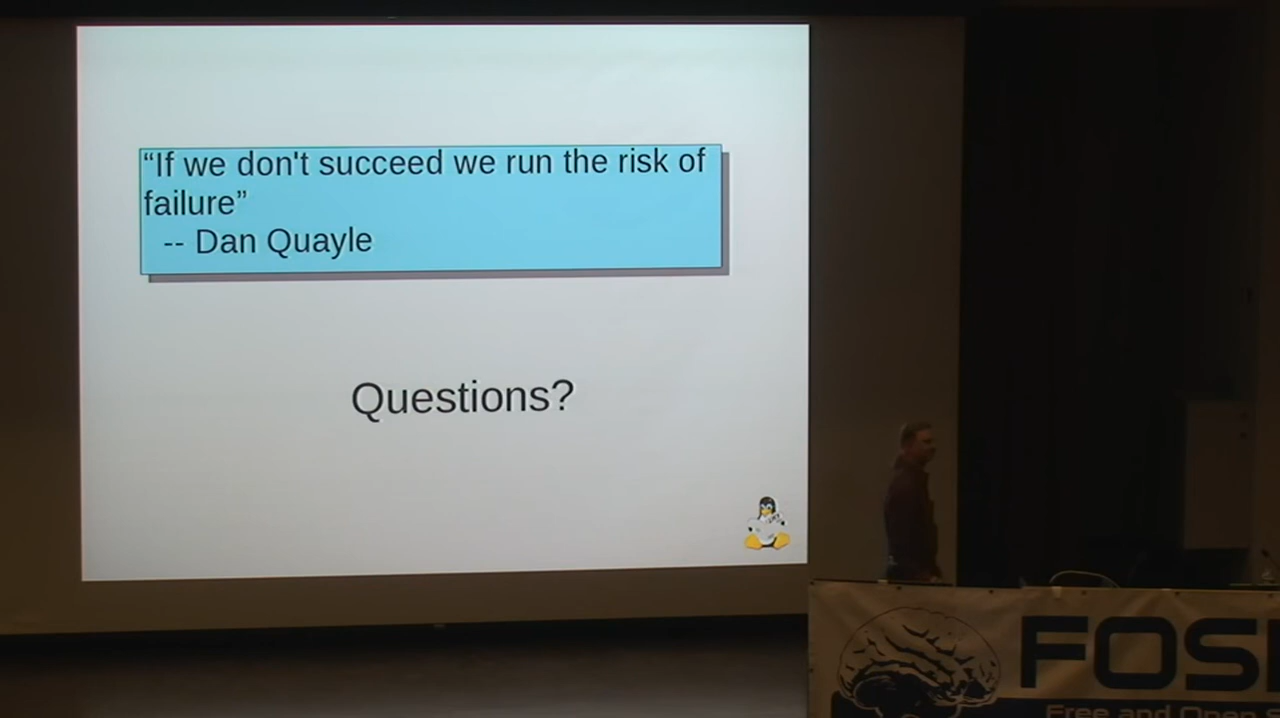 “If we don't succeed we run the risk of
failure”
-- Dan Quayle
Questions?
FOS
Free and Open